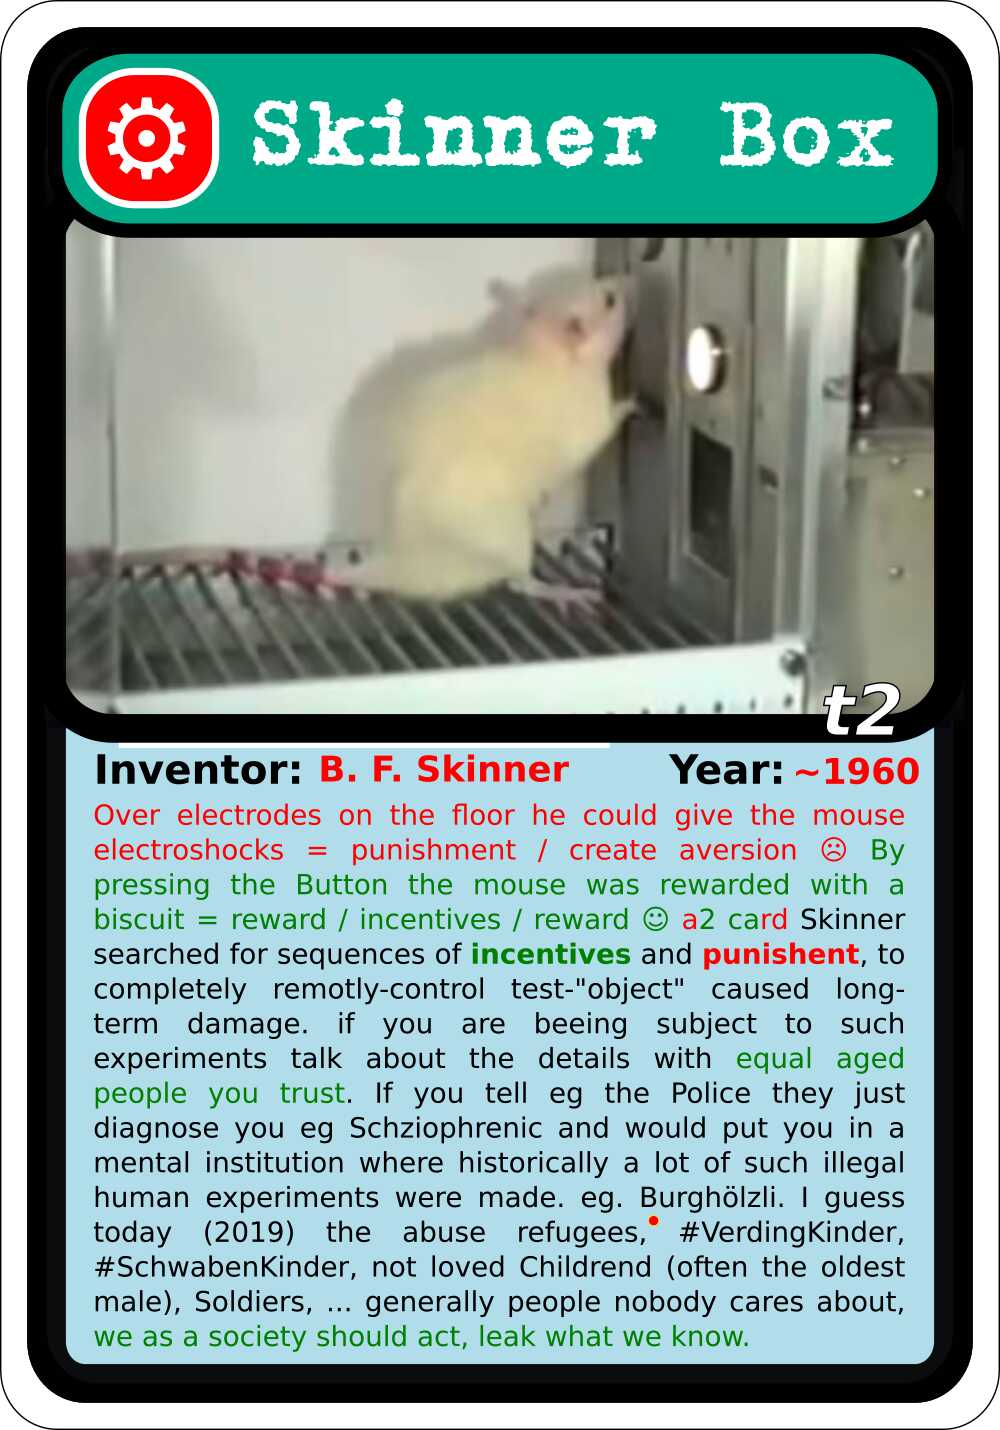 Skinner Box
t2
Inventor: B. F. Skinner Year: ~1960
Over electrodes on the floor he could give the mouse
electroshocks = punishment / create aversion ☹ By
pressing the Button the mouse was rewarded with a
biscuit = reward / incentives / reward ☺ a2 card Skinner
searched for sequences of incentives and punishent, to
completely remotly-control test-"object" caused long-
term damage. if you are beeing subject to such
experiments talk about the details with equal aged
people you trust. If you tell eg the Police they just
diagnose you eg Schziophrenic and would put you in a
mental institution where historically a lot of such illegal
human experiments were made. eg. Burghölzli. I guess
today (2019) the abuse refugees, #VerdingKinder,
#SchwabenKinder, not loved Childrend (often the oldest
male), Soldiers, ... generally people nobody cares about,
we as a society should act, leak what we know.